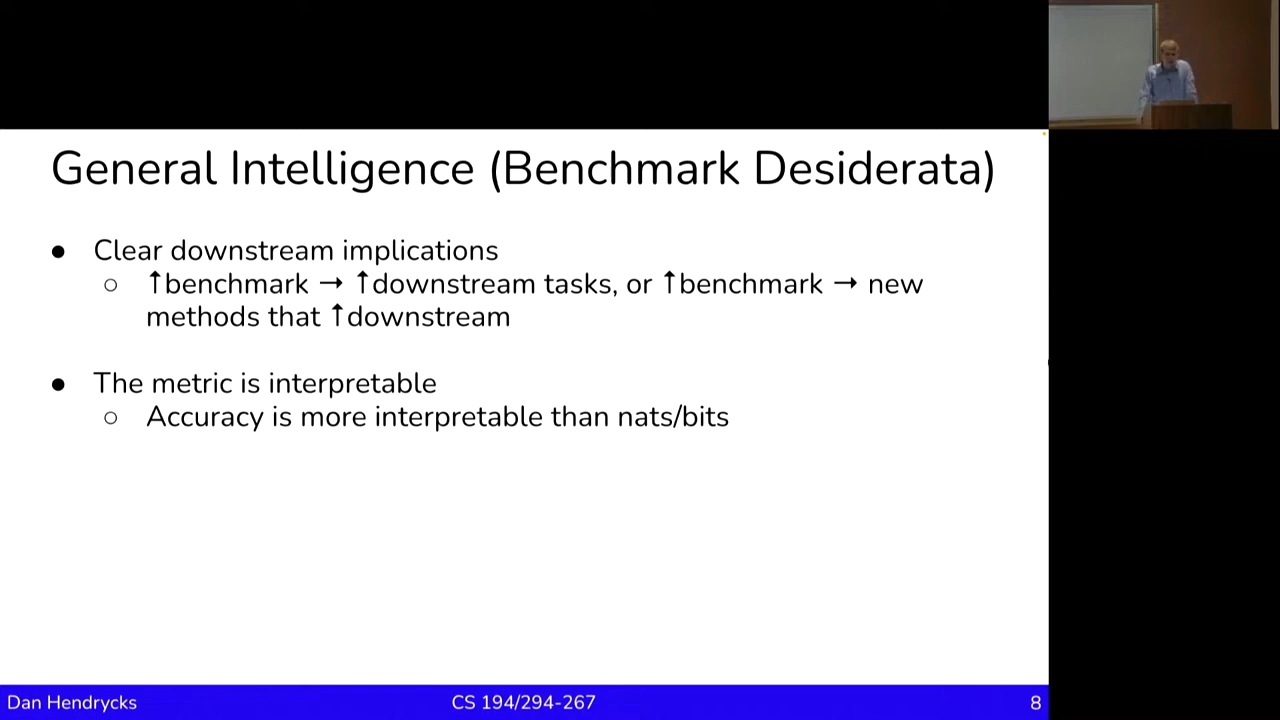 General Intelligence (Benchmark Desiderata)
● Clear downstream implications
○ ↑benchmark → ↑downstream tasks, or ↑benchmark → new
methods that ↑downstream
● The metric is interpretable
○ Accuracy is more interpretable than nats/bits
Dan Hendrycks CS 194/294-267 8